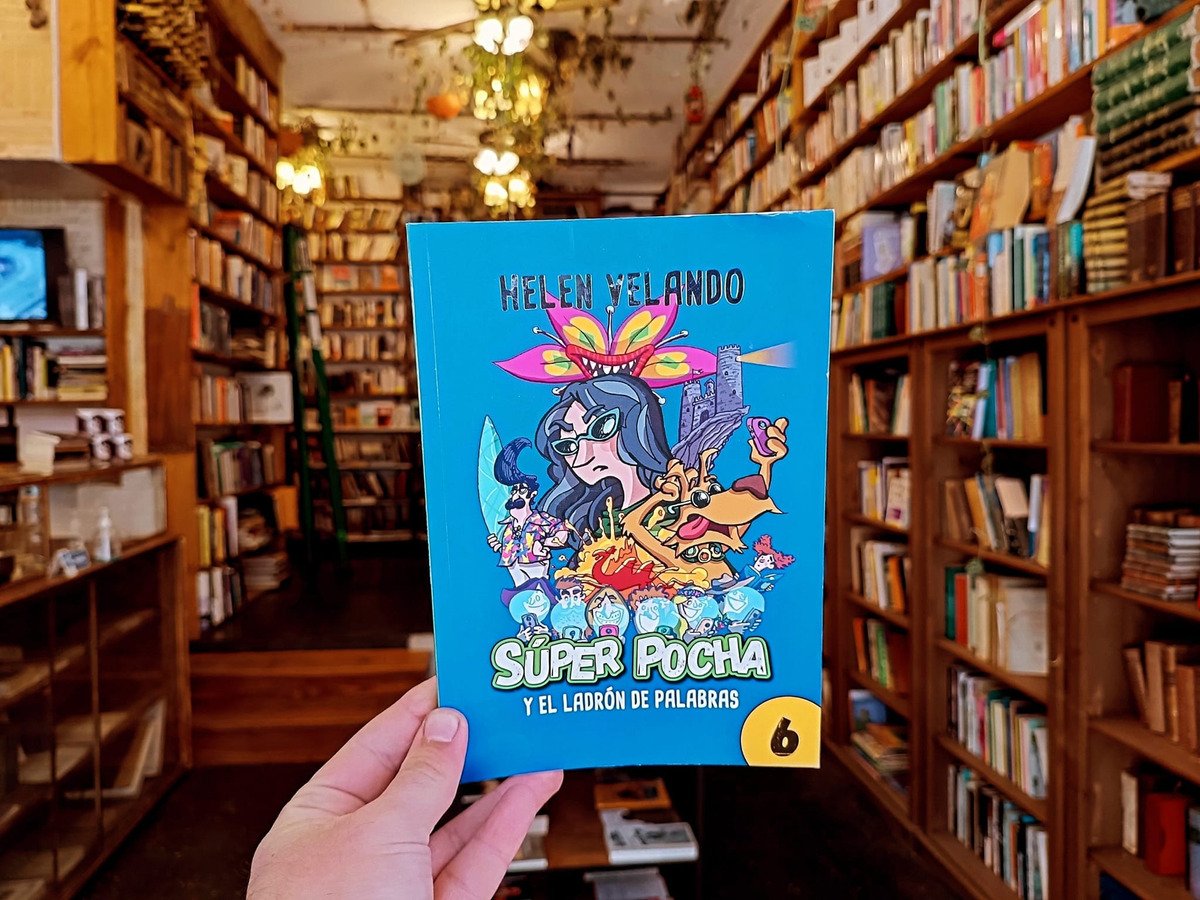 HELEN VELANDO
SÚPER POCHA
Y EL LADRÓN DE PALABRAS
6